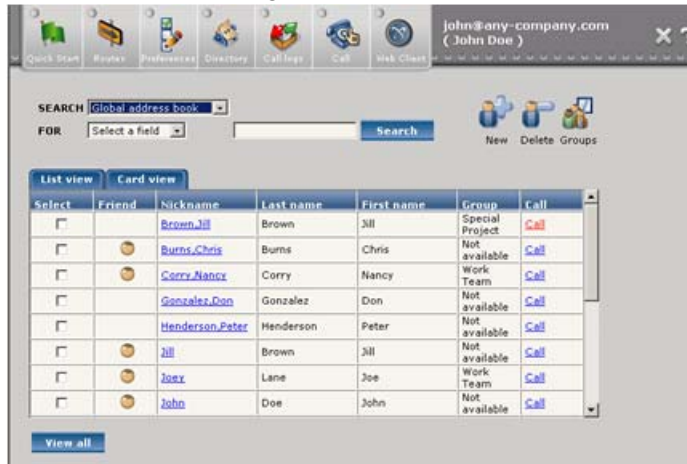 john@any-company.com
( John Doe )
Quick Start Routes Preferences Directory Call logs Call Web Client
SEARCH Global address book
FOR Select a field Search
New Delete Groups
List view Card view
Select Friend Nickname Last name First name Group Call
Brown,Jill Brown Jill Special Project Call
Burns,Chris Burns Chris Not available Call
Corry,Nancy Corry Nancy Work Team Call
Gonzalez,Don Gonzalez Don Not available Call
Henderson,Peter Henderson Peter Not available Call
Jill Brown Jill Not available Call
Joey Lane Joe Work Team Call
John Doe John Not available Call
View all